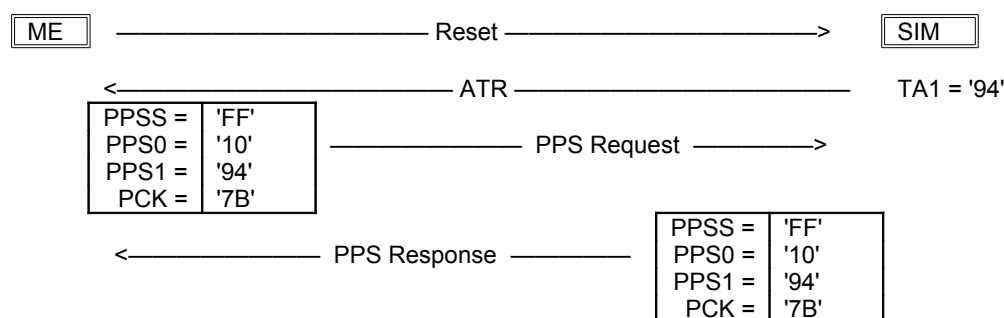 ME Reset SIM
ATR TA1 = '94'
PPSS = 'FF'
PPS0 = '10' PPS Request
PPS1 = '94'
PCK = '7B'
PPSS = 'FF'
PPS Response PPS0 = '10'
PPS1 = '94'
PCK = '7B'